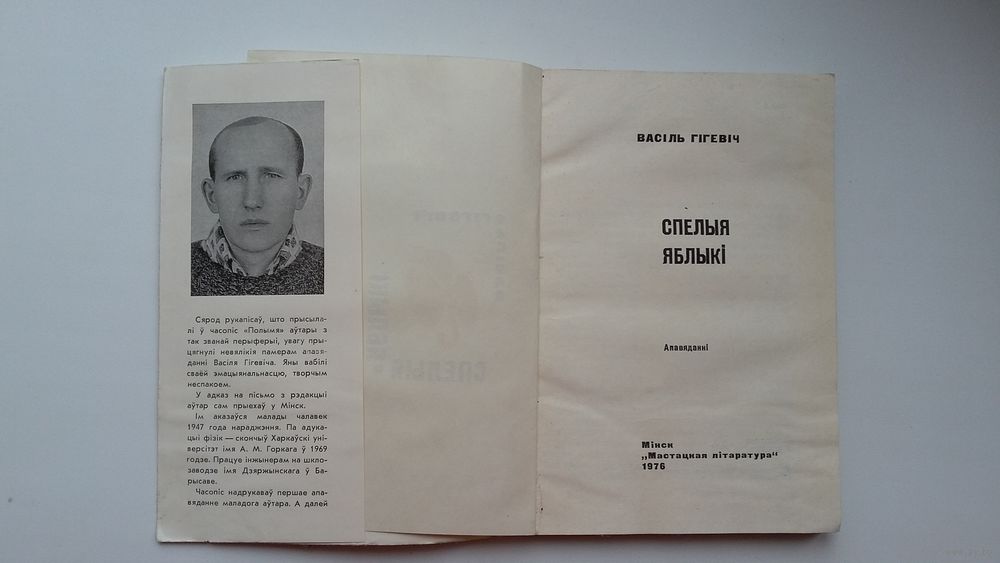 Сярод рукапісаў, што прысыла-
лі ў часопіс «Полымя» аўтары з
так званай перыферыі, увагу пры-
цягнулі невялікія памерам апавя-
данні Васіля Гігевіча. Яны вабілі
сваёй эмацыянальнасцю, творчым
неспакоем.
У адказ на пісьмо з рэдакцыі
аўтар сам прыехаў у Мінск.
Ім аказаўся малады чалавек
1947 года нараджэння. Па адука-
цыі фізік — скончыў Харкаўскі уні-
версітэт імя А. М. Горкага ў 1969
годзе. Працуе інжынерам на шкло-
заводзе імя Дзяржынскага ў Ба-
рысаве.
Часопіс надрукаваў першае апа-
вяданне маладога аўтара. А далей
ВАСІЛЬ ГІГЕВІЧ
СПЕЛЫЯ
ЯБЛЫКІ
Апавяданні
Мінск
„Мастацкая літаратура“
1976